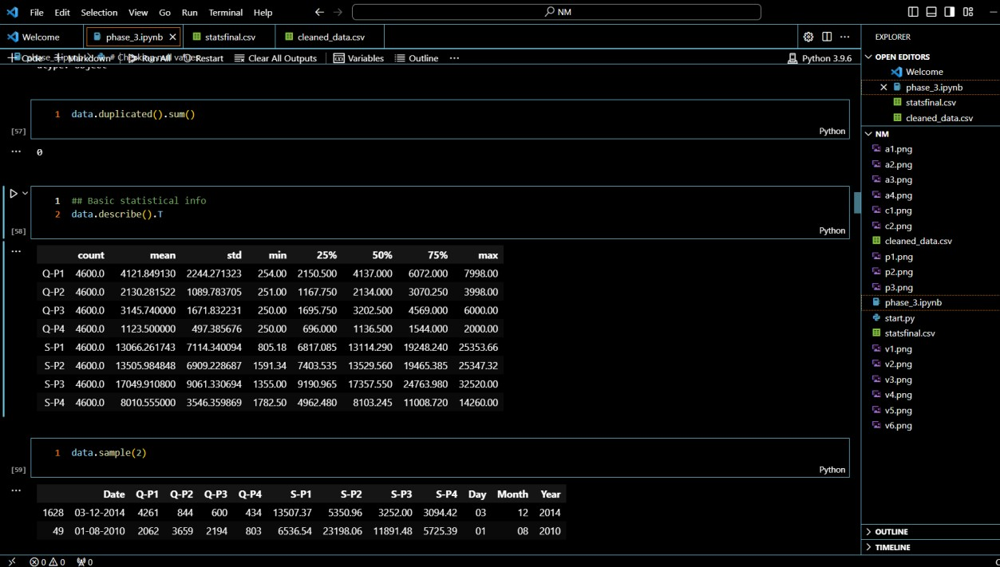 File Edit Selection View Go Run Terminal Help NM
Welcome phase_3.ipynb statsfinal.csv cleaned_data.csv
Code Markdown Run All Restart Clear All Outputs Variables Outline ... Python 3.9.6
phase_3.ipynb # Checking null values
dtype: object
1 data.duplicated().sum()
[57] Python
... 0
1 ## Basic statistical info
2 data.describe().T
[58] Python
...
count mean std min 25% 50% 75% max
Q-P1 4600.0 4121.849130 2244.271323 254.00 2150.500 4137.000 6072.000 7998.00
Q-P2 4600.0 2130.281522 1089.783705 251.00 1167.750 2134.000 3070.250 3998.00
Q-P3 4600.0 3145.740000 1671.832231 250.00 1695.750 3202.500 4569.000 6000.00
Q-P4 4600.0 1123.500000 497.385676 250.00 696.000 1136.500 1544.000 2000.00
S-P1 4600.0 13066.261743 7114.340094 805.18 6817.085 13114.290 19248.240 25353.66
S-P2 4600.0 13505.984848 6909.228687 1591.34 7403.535 13529.560 19465.385 25347.32
S-P3 4600.0 17049.910800 9061.330694 1355.00 9190.965 17357.550 24763.980 32520.00
S-P4 4600.0 8010.555000 3546.359869 1782.50 4962.480 8103.245 11008.720 14260.00
1 data.sample(2)
[59] Python
...
Date Q-P1 Q-P2 Q-P3 Q-P4 S-P1 S-P2 S-P3 S-P4 Day Month Year
1628 03-12-2014 4261 844 600 434 13507.37 5350.96 3252.00 3094.42 03 12 2014
49 01-08-2010 2062 3659 2194 803 6536.54 23198.06 11891.48 5725.39 01 08 2010
EXPLORER
OPEN EDITORS
Welcome
phase_3.ipynb
statsfinal.csv
cleaned_data.csv
NM
a1.png
a2.png
a3.png
a4.png
c1.png
c2.png
cleaned_data.csv
p1.png
p2.png
p3.png
phase_3.ipynb
start.py
statsfinal.csv
v1.png
v2.png
v3.png
v4.png
v5.png
v6.png
OUTLINE
TIMELINE
0 0 0